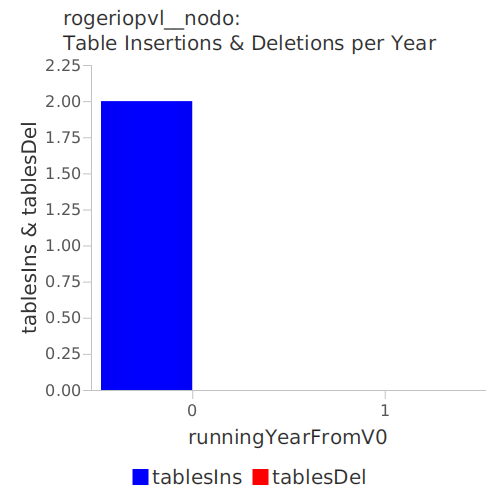 rogeriopvl__nodo:
Table Insertions & Deletions per Year
tablesIns & tablesDel
2.25
2.00
1.75
1.50
1.25
1.00
0.75
0.50
0.25
0.00
0
1
runningYearFromV0
tablesIns
tablesDel